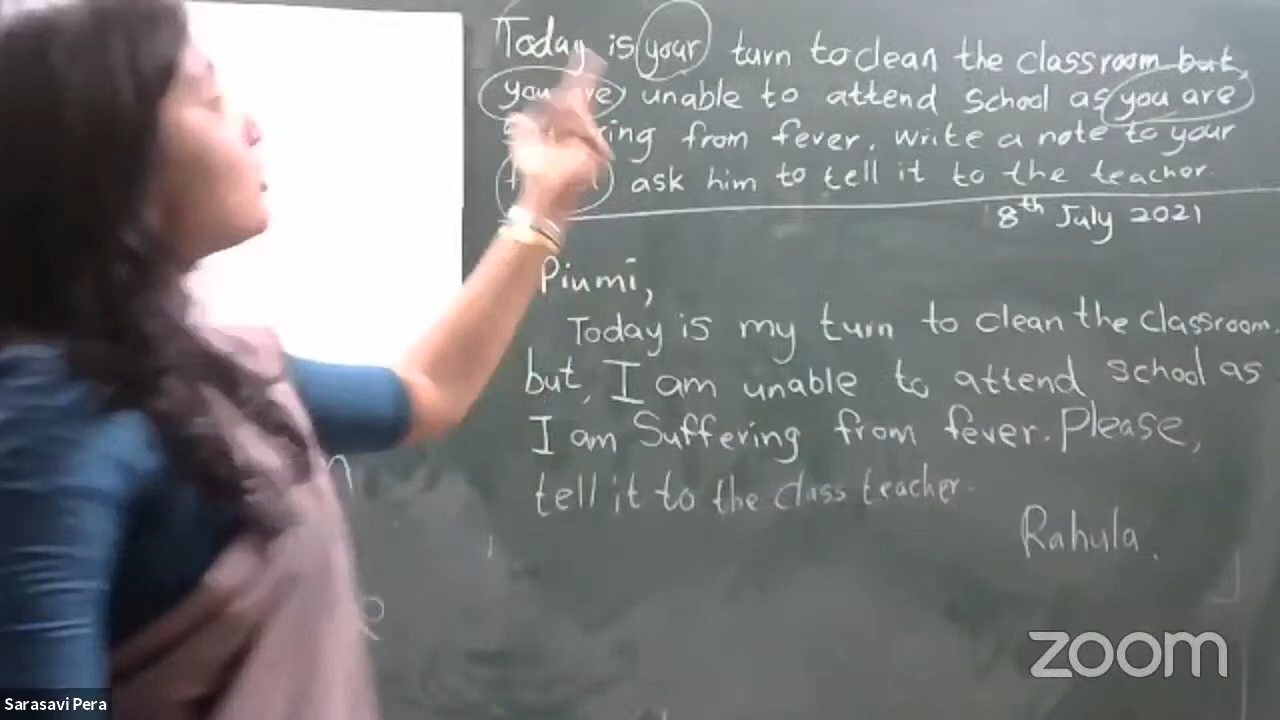 Today is your turn to clean the classroom but,
you are unable to attend School as you are
ring from fever. Write a note to your
ask him to tell it to the teacher.
8th July 2021
Piumi,
Today is my turn to clean the classroom,
but, I am unable to attend school as
I am Suffering from fever. Please,
tell it to the class teacher.
Rahula.
zoom
Sarasavi Pera